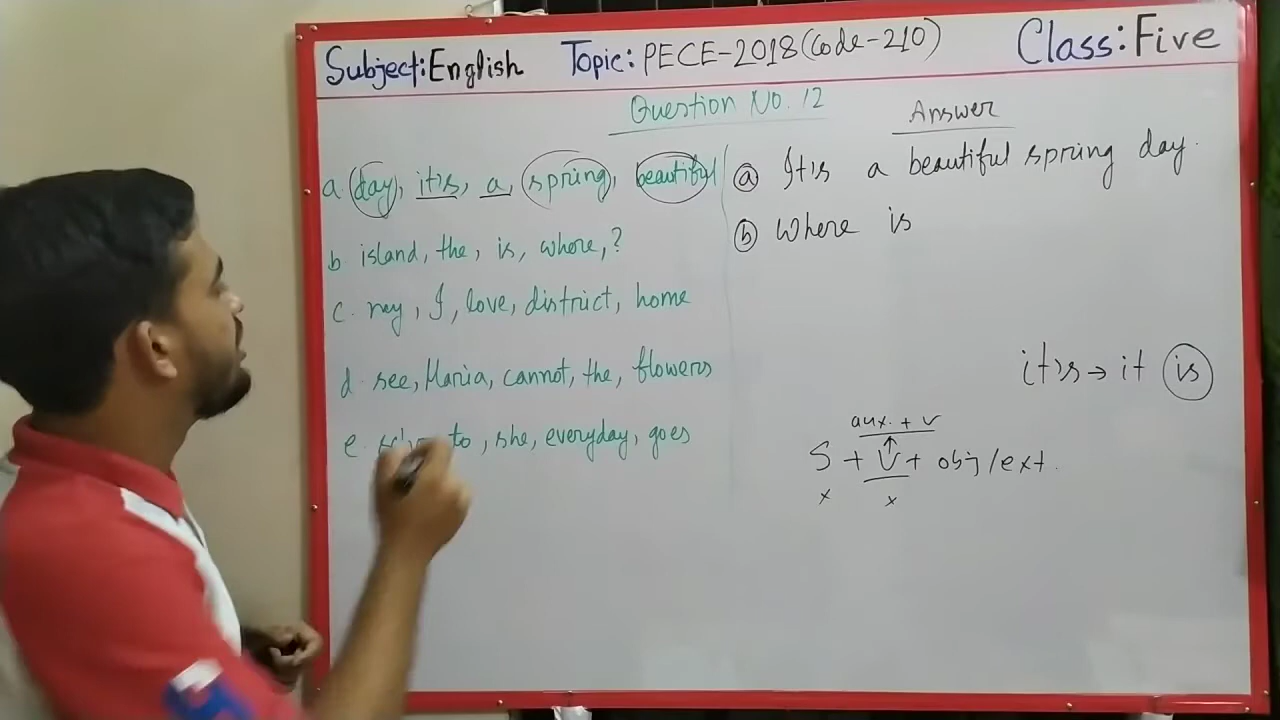 Subject: English Topic: PECE-2018 (Code-210) Class: Five
Question No. 12
Answer
a. day, it's, a, spring, beautiful
b island, the, is, where, ?
c. my, I, love, district, home
d. see, Maria, cannot, the, flowers
e. to, she, everyday, goes
a It's a beautiful spring day.
b Where is
it's → it is
aux. + v
S + V + obj/ext.
x x